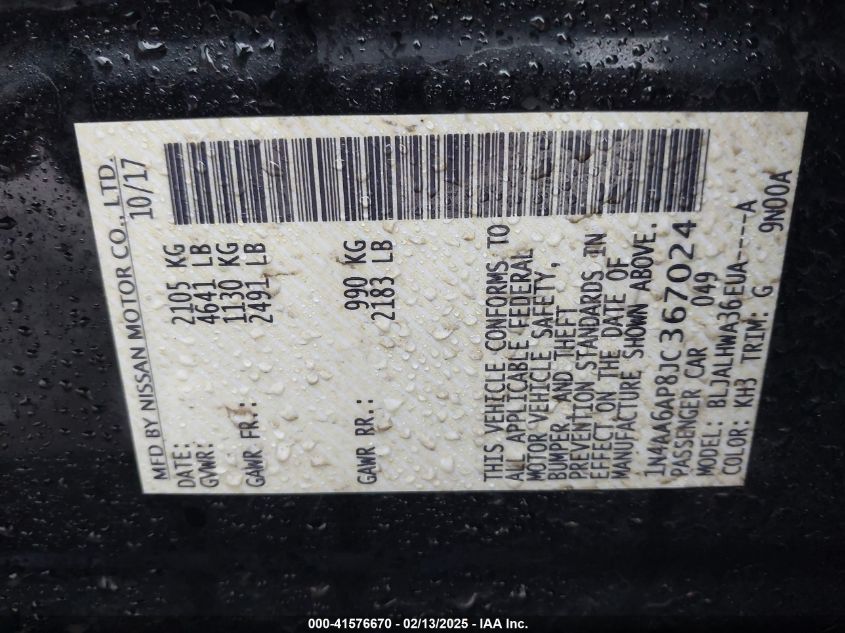 MFD BY NISSAN MOTOR CO., LTD.
DATE: 10/17
GVWR: 2105 KG
4641 LB
GAWR FR.: 1130 KG
2491 LB
GAWR RR.: 990 KG
2183 LB
THIS VEHICLE CONFORMS TO
ALL APPLICABLE FEDERAL
MOTOR VEHICLE SAFETY,
BUMPER, AND THEFT
PREVENTION STANDARDS IN
EFFECT ON THE DATE OF
MANUFACTURE SHOWN ABOVE.
1N4AA6AP8JC367024
PASSENGER CAR 049
MODEL: BLJALHWA36EUA----A
COLOR: KH3 TRIM: G 9N00A
000-41576670 - 02/13/2025 - IAA Inc.